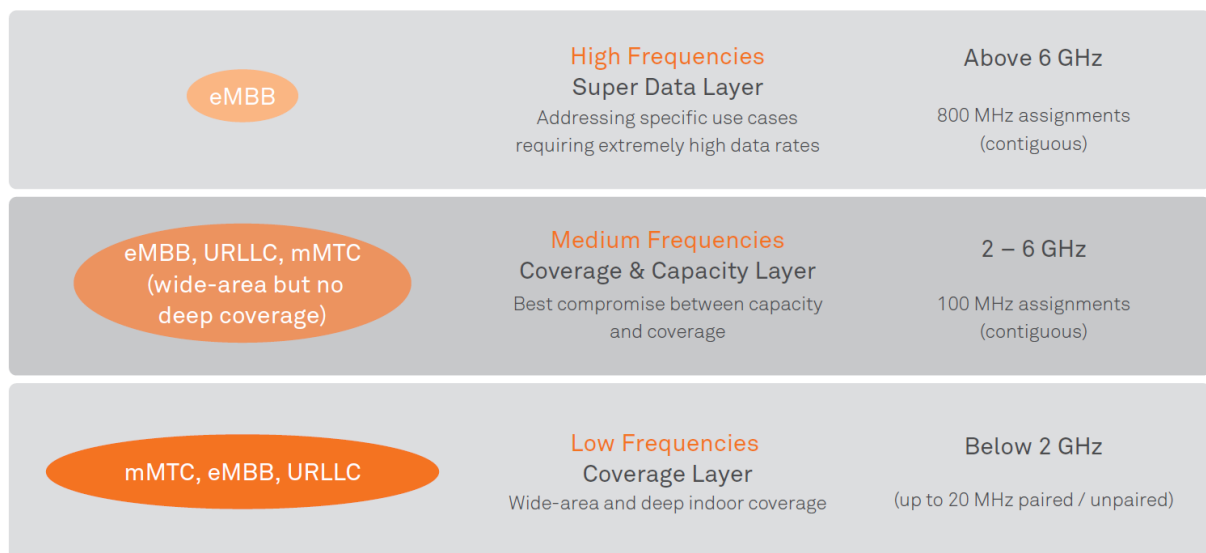 eMBB
High Frequencies
Super Data Layer
Addressing specific use cases
requiring extremely high data rates
Above 6 GHz
800 MHz assignments
(contiguous)
eMBB, URLLC, mMTC
(wide-area but no
deep coverage)
Medium Frequencies
Coverage & Capacity Layer
Best compromise between capacity
and coverage
2 – 6 GHz
100 MHz assignments
(contiguous)
mMTC, eMBB, URLLC
Low Frequencies
Coverage Layer
Wide-area and deep indoor coverage
Below 2 GHz
(up to 20 MHz paired / unpaired)